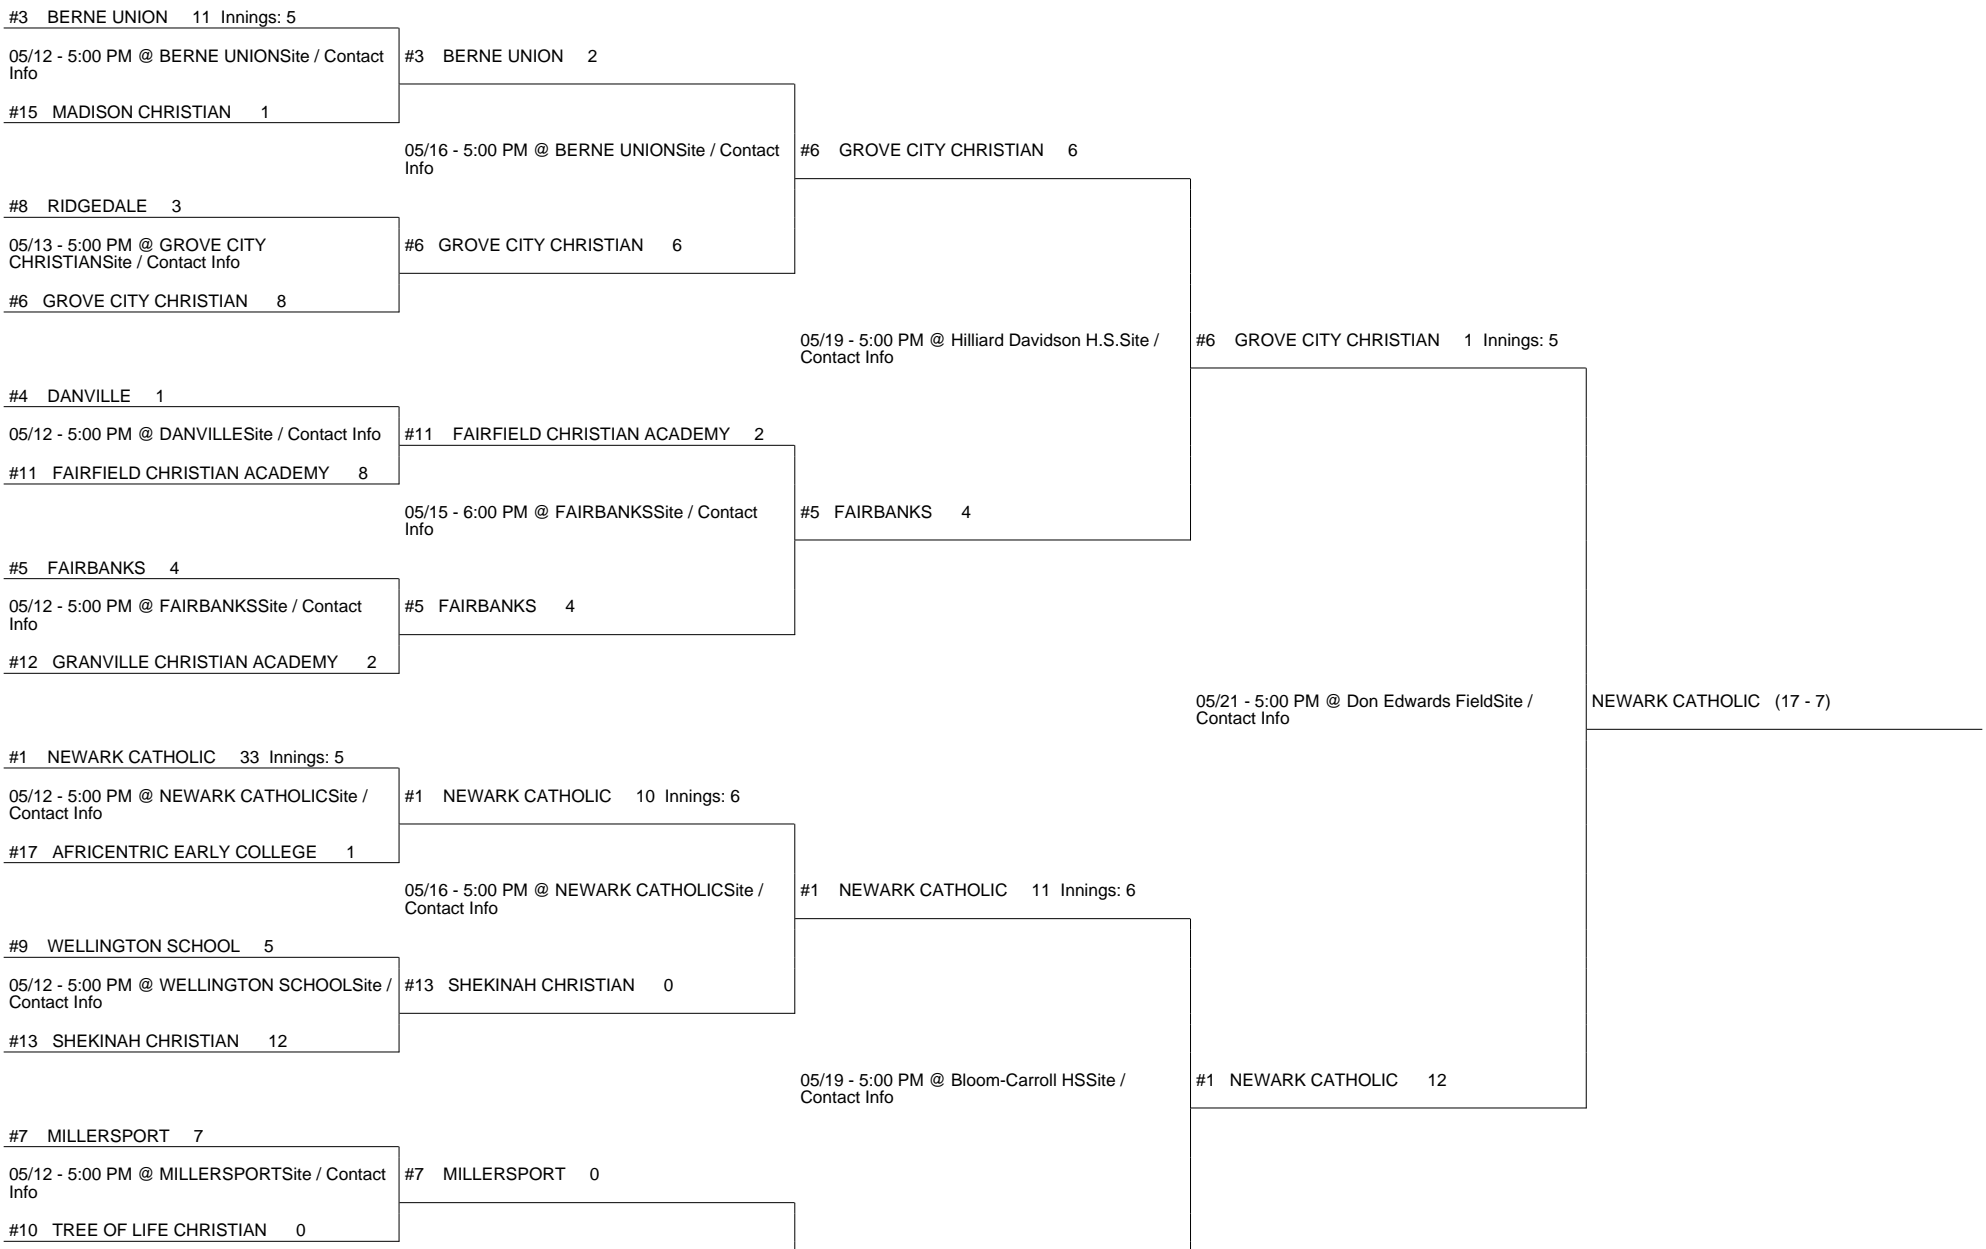 #3 BERNE UNION 11 Innings: 5
05/12 - 5:00 PM @ BERNE UNIONSite / Contact
Info
#15 MADISON CHRISTIAN 1
#3 BERNE UNION 2
05/16 - 5:00 PM @ BERNE UNIONSite / Contact
Info
#6 GROVE CITY CHRISTIAN 6
#8 RIDGEDALE 3
05/13 - 5:00 PM @ GROVE CITY
CHRISTIANSite / Contact Info
#6 GROVE CITY CHRISTIAN 8
#6 GROVE CITY CHRISTIAN 6
05/19 - 5:00 PM @ Hilliard Davidson H.S.Site /
Contact Info
#6 GROVE CITY CHRISTIAN 1 Innings: 5
#4 DANVILLE 1
05/12 - 5:00 PM @ DANVILLESite / Contact Info
#11 FAIRFIELD CHRISTIAN ACADEMY 8
#11 FAIRFIELD CHRISTIAN ACADEMY 2
05/15 - 6:00 PM @ FAIRBANKSSite / Contact
Info
#5 FAIRBANKS 4
#5 FAIRBANKS 4
05/12 - 5:00 PM @ FAIRBANKSSite / Contact
Info
#12 GRANVILLE CHRISTIAN ACADEMY 2
#5 FAIRBANKS 4
05/21 - 5:00 PM @ Don Edwards FieldSite /
Contact Info
NEWARK CATHOLIC (17 - 7)
#1 NEWARK CATHOLIC 33 Innings: 5
05/12 - 5:00 PM @ NEWARK CATHOLICSite /
Contact Info
#17 AFRICENTRIC EARLY COLLEGE 1
#1 NEWARK CATHOLIC 10 Innings: 6
05/16 - 5:00 PM @ NEWARK CATHOLICSite /
Contact Info
#1 NEWARK CATHOLIC 11 Innings: 6
#9 WELLINGTON SCHOOL 5
05/12 - 5:00 PM @ WELLINGTON SCHOOLSite /
Contact Info
#13 SHEKINAH CHRISTIAN 12
#13 SHEKINAH CHRISTIAN 0
05/19 - 5:00 PM @ Bloom-Carroll HSSite /
Contact Info
#1 NEWARK CATHOLIC 12
#7 MILLERSPORT 7
05/12 - 5:00 PM @ MILLERSPORTSite / Contact
Info
#10 TREE OF LIFE CHRISTIAN 0
#7 MILLERSPORT 0